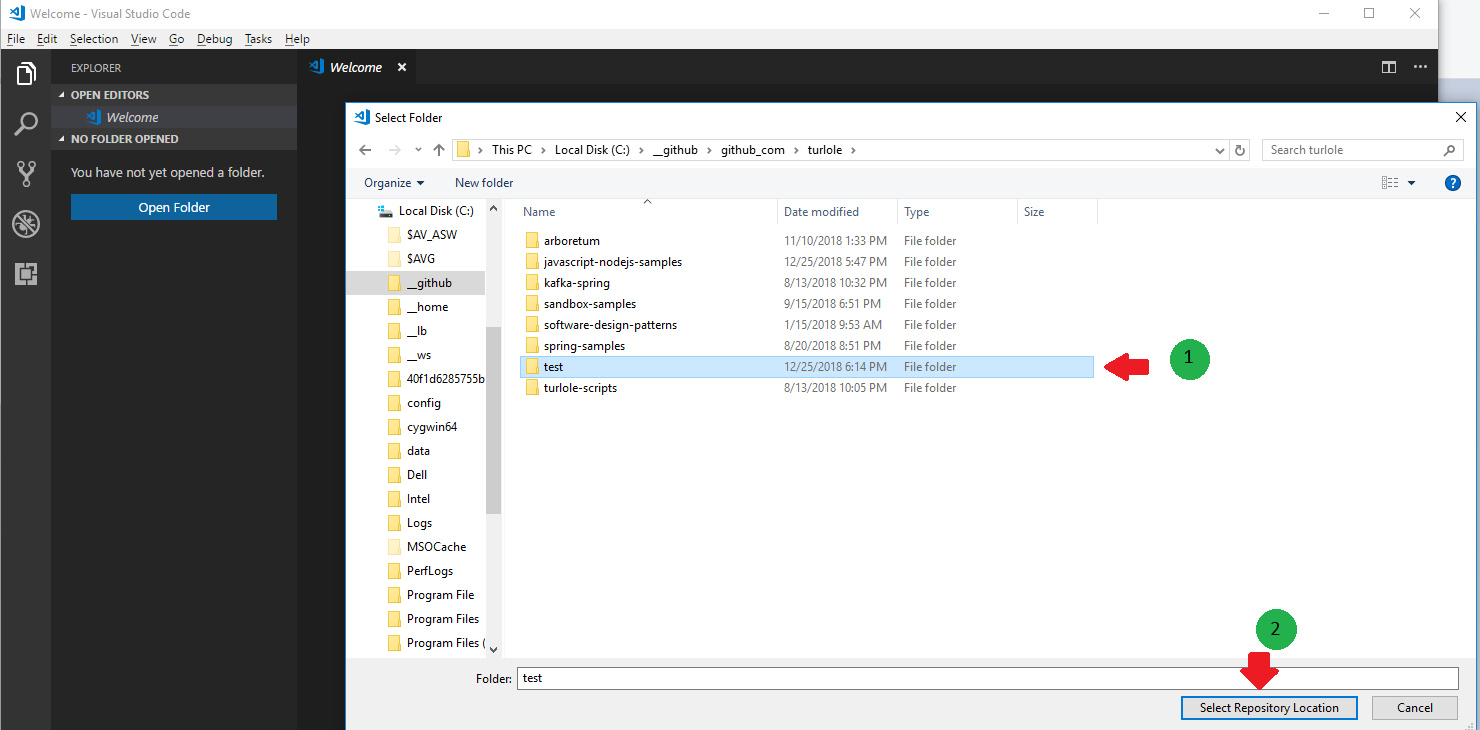 Welcome - Visual Studio Code
File Edit Selection View Go Debug Tasks Help
EXPLORER
Welcome
OPEN EDITORS
Welcome
NO FOLDER OPENED
You have not yet opened a folder.
Open Folder
Select Folder
This PC > Local Disk (C:) > __github > github_com > turlole >
Search turlole
Organize
New folder
Local Disk (C:)
$AV_ASW
$AVG
__github
__home
__lb
__ws
40f1d6285755b
config
cygwin64
data
Dell
Intel
Logs
MSOCache
PerfLogs
Program File
Program Files
Program Files (
Name Date modified Type Size
arboretum 11/10/2018 1:33 PM File folder
javascript-nodejs-samples 12/25/2018 5:47 PM File folder
kafka-spring 8/13/2018 10:32 PM File folder
sandbox-samples 9/15/2018 6:51 PM File folder
software-design-patterns 1/15/2018 9:53 AM File folder
spring-samples 8/20/2018 8:51 PM File folder
test 12/25/2018 6:14 PM File folder
turlole-scripts 8/13/2018 10:05 PM File folder
1
2
Folder: test
Select Repository Location
Cancel